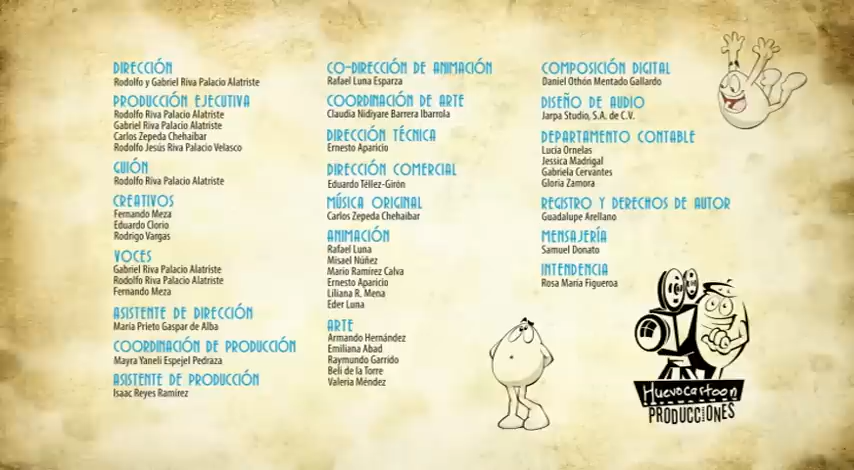 DIRECCIÓN
Rodolfo y Gabriel Riva Palacio Alatriste
PRODUCCIÓN EJECUTIVA
Rodolfo Riva Palacio Alatriste
Gabriel Riva Palacio Alatriste
Carlos Zepeda Chehaibar
Rodolfo Jesús Riva Palacio Velasco
GUIÓN
Rodolfo Riva Palacio Alatriste
CREATIVOS
Fernando Meza
Eduardo Clorio
Rodrigo Vargas
VOCES
Gabriel Riva Palacio Alatriste
Rodolfo Riva Palacio Alatriste
Fernando Meza
ASISTENTE DE DIRECCIÓN
María Prieto Gaspar de Alba
COORDINACIÓN DE PRODUCCIÓN
Mayra Yaneli Espejel Pedraza
ASISTENTE DE PRODUCCIÓN
Isaac Reyes Ramírez
CO-DIRECCIÓN DE ANIMACIÓN
Rafael Luna Esparza
COORDINACIÓN DE ARTE
Claudia Nidiyare Barrera Ibarrola
DIRECCIÓN TÉCNICA
Ernesto Aparicio
DIRECCIÓN COMERCIAL
Eduardo Téllez-Girón
MÚSICA ORIGINAL
Carlos Zepeda Chehaibar
ANIMACIÓN
Rafael Luna
Misael Núñez
Mario Ramírez Calva
Ernesto Aparicio
Liliana R. Mena
Eder Luna
ARTE
Armando Hernández
Emiliana Abad
Raymundo Garrido
Beli de la Torre
Valeria Méndez
COMPOSICIÓN DIGITAL
Daniel Othón Mentado Gallardo
DISEÑO DE AUDIO
Jarpa Studio, S.A. de C.V.
DEPARTAMENTO CONTABLE
Lucía Ornelas
Jessica Madrigal
Gabriela Cervantes
Gloria Zamora
REGISTRO Y DERECHOS DE AUTOR
Guadalupe Arellano
MENSAJERÍA
Samuel Donato
INTENDENCIA
Rosa María Figueroa
Huevocartoon
PRODUCCIONES